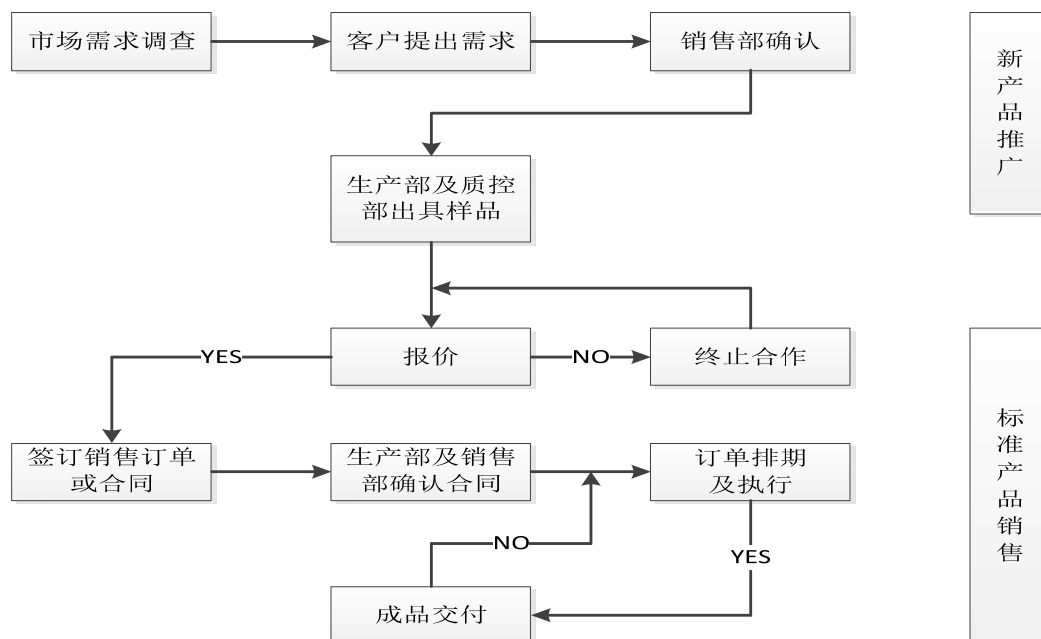 市场需求调查
客户提出需求
销售部确认
新产品推广
生产部及质控
部出具样品
YES
报价
NO
终止合作
签订销售订单
或合同
生产部及销售
部确认合同
订单排期
及执行
标准产品销售
NO
YES
成品交付